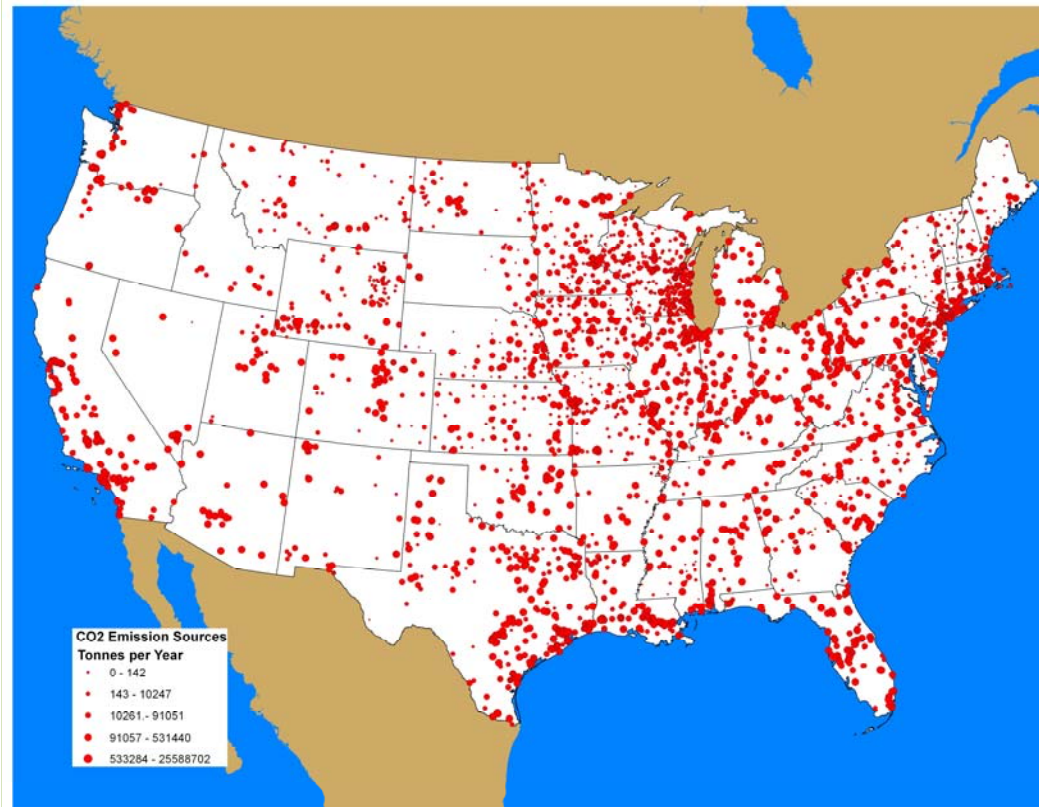 CO2 Emission Sources
Tonnes per Year
0 - 142
143 - 10247
10261.- 91051
91057 - 531440
533284 - 25588702